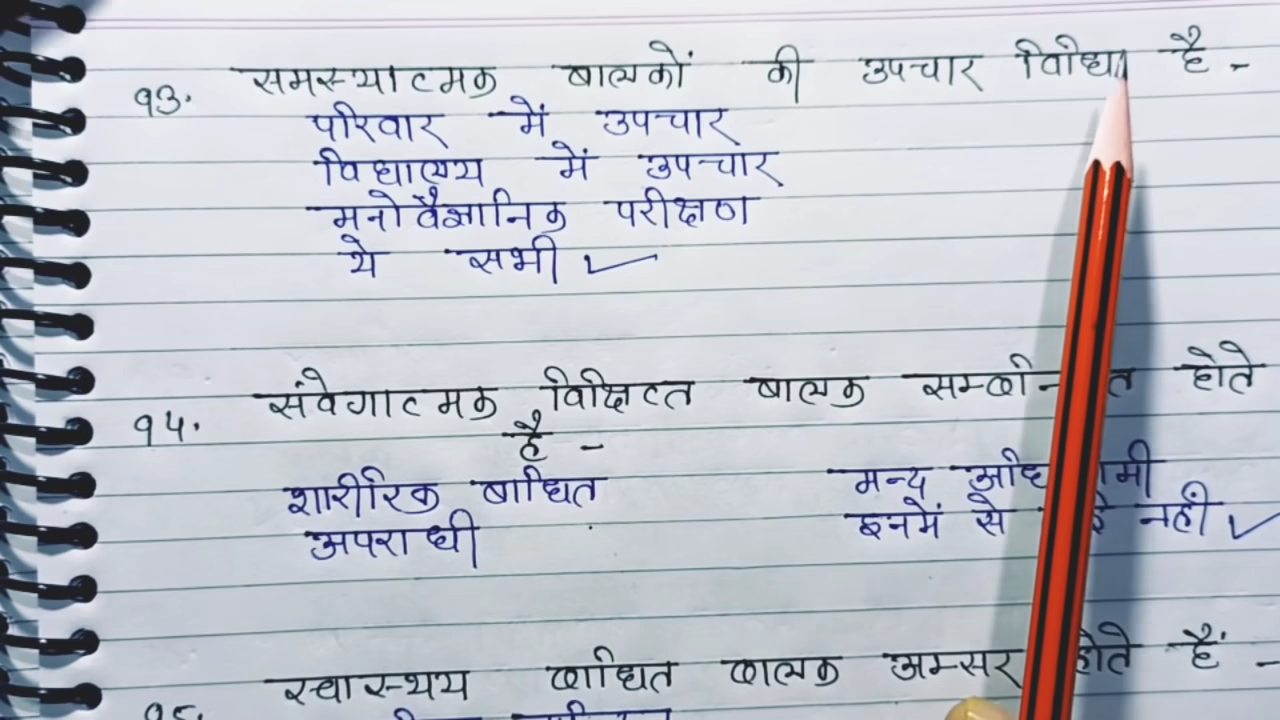 93. समस्यात्मक बालकों की उपचार विधि है -
परिवार में उपचार
विद्यालय में उपचार
मनोवैज्ञानिक परीक्षण
ये सभी ✓
94. संवेगात्मक विक्षिप्त बालक होते
है -
शारीरिक बाधित मन्द
अपराधी इनमें से नहीं ✓
95. स्वास्थ्य बाधित बालक अक्सर होते हैं -